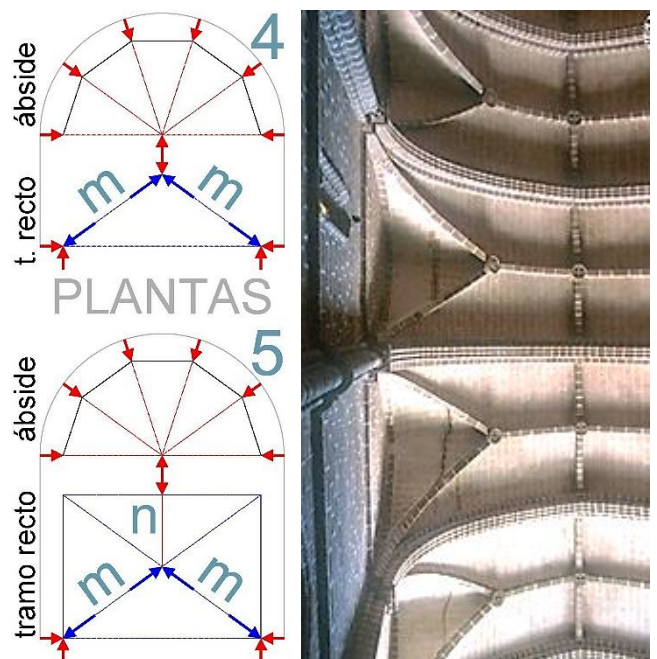 4
ábside
m m
t. recto
PLANTAS
5
ábside
n
m m
tramo recto